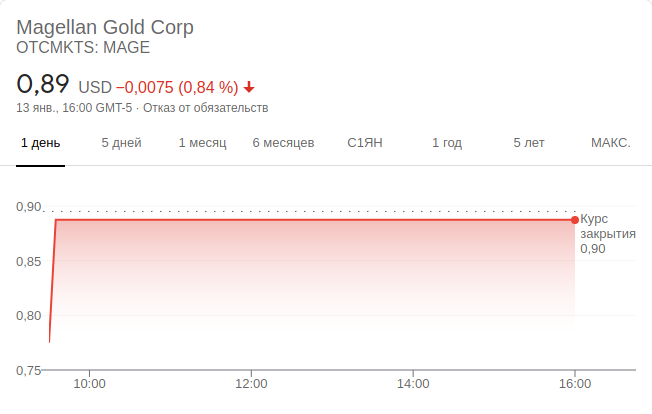 Magellan Gold Corp
OTCMKTS: MAGE
0,89 USD −0,0075 (0,84 %)
13 янв., 16:00 GMT-5 · Отказ от обязательств
1 день 5 дней 1 месяц 6 месяцев С1ЯН 1 год 5 лет МАКС.
0,90
Курс
закрытия
0,90
0,85
0,80
0,75
10:00 12:00 14:00 16:00